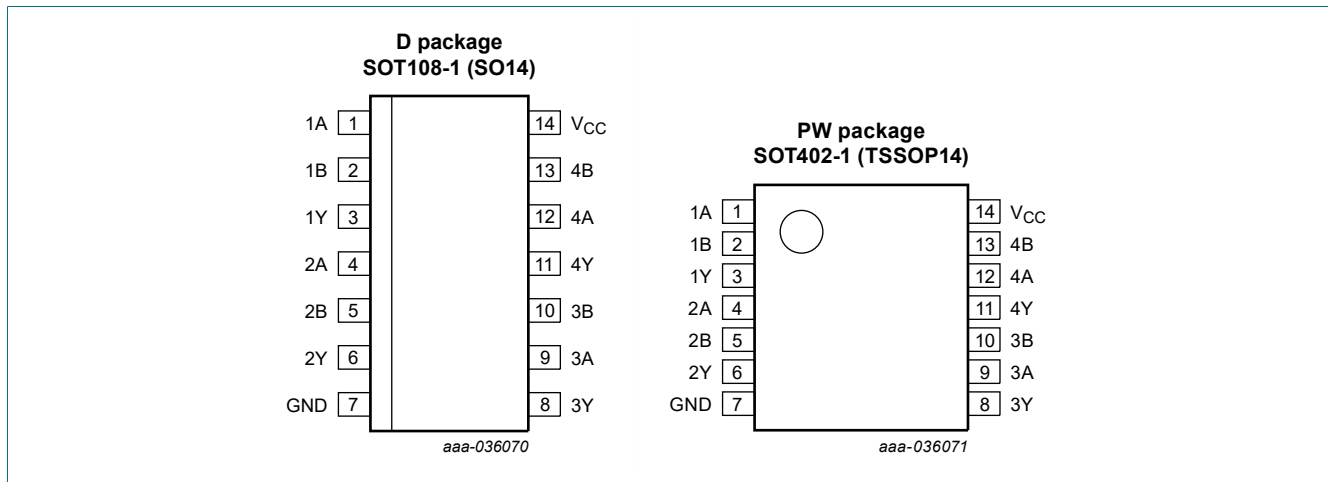 D package
SOT108-1 (SO14)
1A 1 14 VCC
1B 2 13 4B
1Y 3 12 4A
2A 4 11 4Y
2B 5 10 3B
2Y 6 9 3A
GND 7 8 3Y
aaa-036070
PW package
SOT402-1 (TSSOP14)
1A 1 14 VCC
1B 2 13 4B
1Y 3 12 4A
2A 4 11 4Y
2B 5 10 3B
2Y 6 9 3A
GND 7 8 3Y
aaa-036071